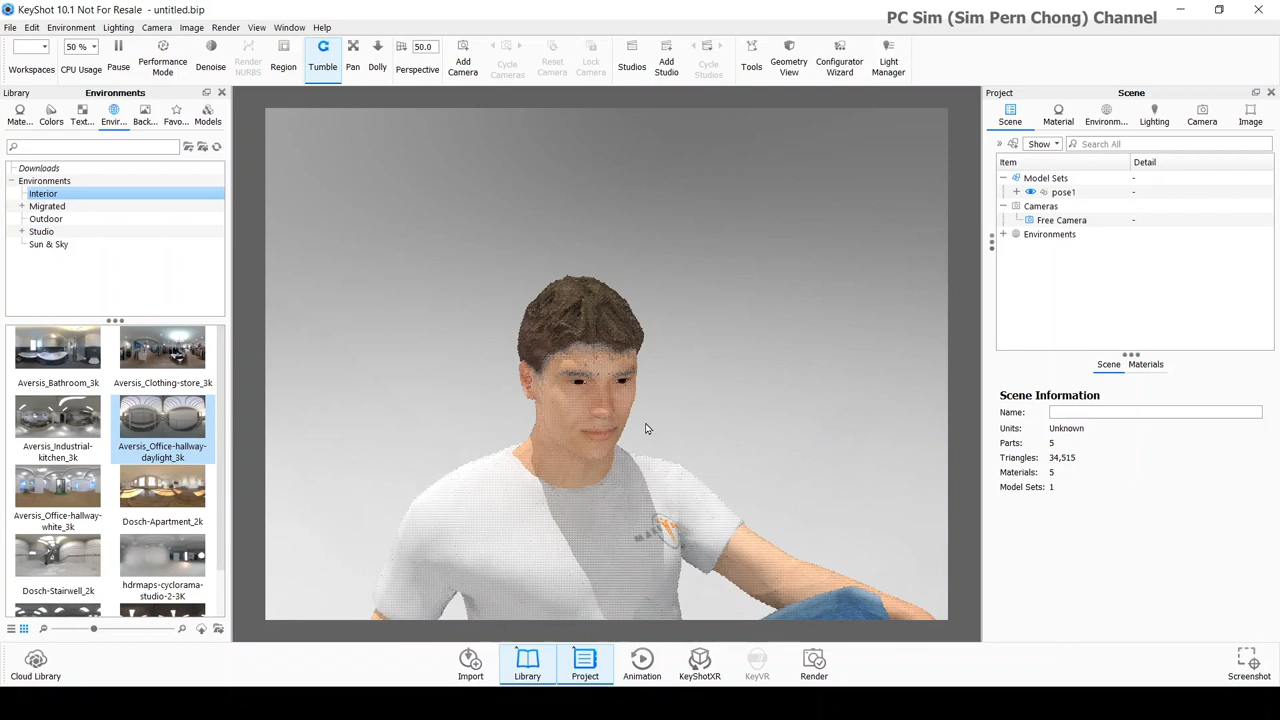 KeyShot 10.1 Not For Resale - untitled.bip
PC Sim (Sim Pern Chong) Channel
File Edit Environment Lighting Camera Image Render View Window Help
50 % 50.0
Workspaces CPU Usage Pause Performance Mode Denoise Render NURBS Region Tumble Pan Dolly Perspective Add Camera Cycle Cameras Reset Camera Lock Camera Studios Add Studio Cycle Studios Tools Geometry View Configurator Wizard Light Manager
Library Environments
Project Scene
Mate... Colors Text... Envir... Back... Favo... Models
Scene Material Environm... Lighting Camera Image
Show Search All
Item Detail
Downloads
Environments
Interior
Migrated
Outdoor
Studio
Sun & Sky
Model Sets -
pose1 -
Cameras
Free Camera -
Environments
Aversis_Bathroom_3k Aversis_Clothing-store_3k
Aversis_Industrial-kitchen_3k Aversis_Office-hallway-daylight_3k
Aversis_Office-hallway-white_3k Dosch-Apartment_2k
Dosch-Stairwell_2k hdrmaps-cyclorama-studio-2-3K
Scene Materials
Scene Information
Name:
Units: Unknown
Parts: 5
Triangles: 34,515
Materials: 5
Model Sets: 1
Cloud Library Import Library Project Animation KeyShotXR KeyVR Render Screenshot